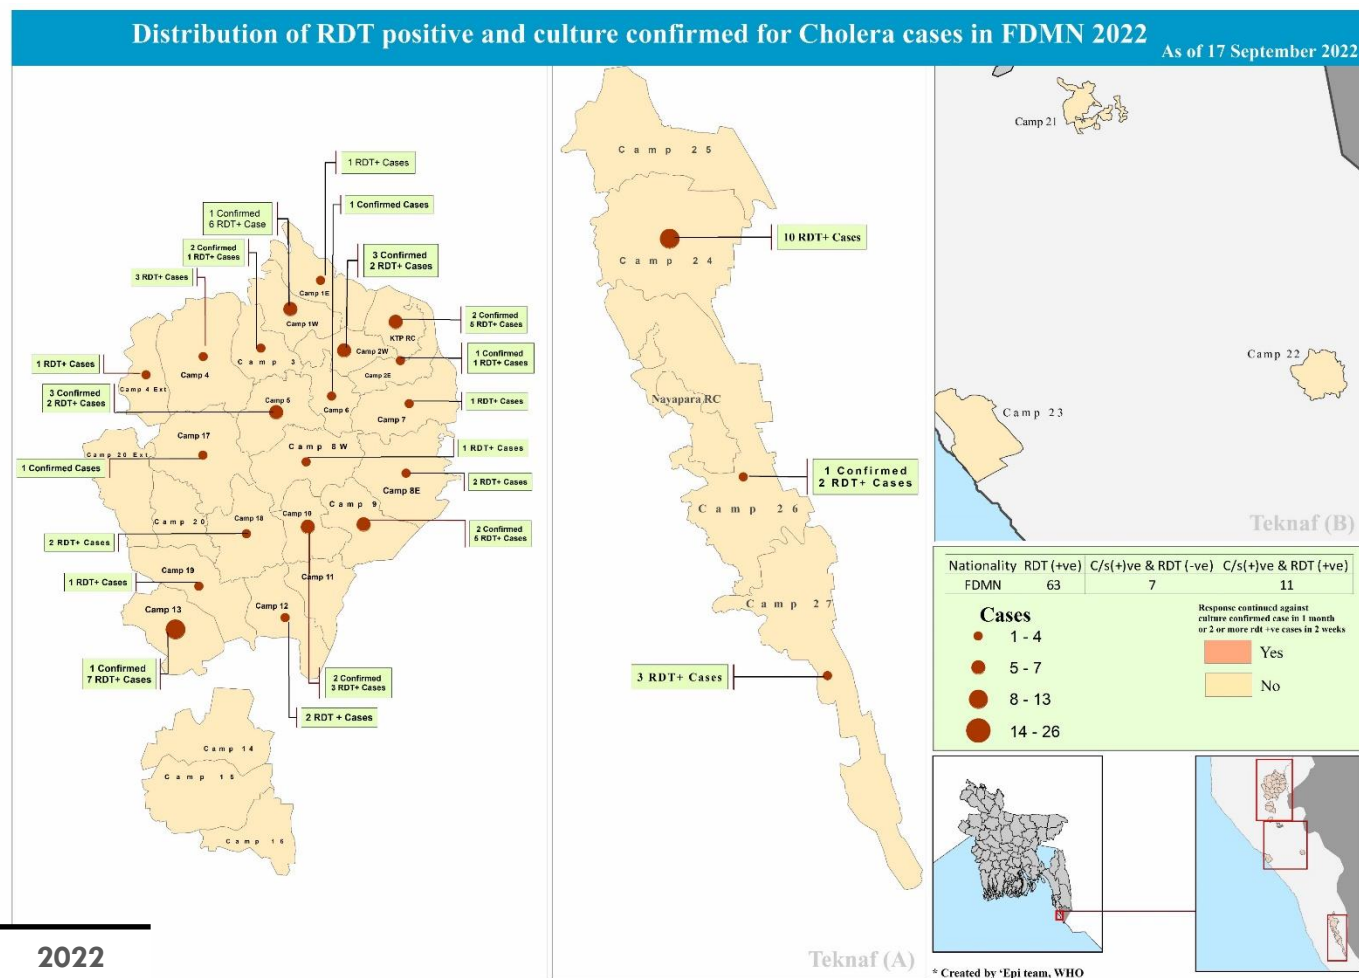 Distribution of RDT positive and culture confirmed for Cholera cases in FDMN 2022
As of 17 September 2022
1 RDT+ Cases
1 Confirmed Cases
1 Confirmed
6 RDT+ Case
2 Confirmed
1 RDT+ Cases
3 RDT+ Cases
3 Confirmed
2 RDT+ Cases
2 Confirmed
5 RDT+ Cases
1 Confirmed
1 RDT+ Cases
1 RDT+ Cases
3 Confirmed
2 RDT+ Cases
1 RDT+ Cases
1 RDT+ Cases
1 Confirmed Cases
2 RDT+ Cases
2 Confirmed
5 RDT+ Cases
2 RDT+ Cases
1 RDT+ Cases
1 Confirmed
7 RDT+ Cases
2 Confirmed
3 RDT+ Cases
2 RDT + Cases
Camp 1E
Camp 1W
KTP RC
Camp 2W
Camp 2E
Camp 3
Camp 4
Camp 4 Ext
Camp 5
Camp 6
Camp 7
Camp 17
Camp 8W
Camp 20 Ext
Camp 8E
Camp 9
Camp 10
Camp 18
Camp 20
Camp 11
Camp 19
Camp 12
Camp 13
Camp 14
Camp 15
Camp 16
2022
Camp 25
10 RDT+ Cases
Camp 24
Nayapara RC
1 Confirmed
2 RDT+ Cases
Camp 26
Camp 27
3 RDT+ Cases
Teknaf (A)
Camp 21
Camp 22
Camp 23
Teknaf (B)
Nationality RDT (+ve) C/s(+)ve & RDT (-ve) C/s(+)ve & RDT (+ve)
FDMN 63 7 11
Cases
1 - 4
5 - 7
8 - 13
14 - 26
Response continued against
culture confirmed case in 1 month
or 2 or more rdt +ve cases in 2 weeks
Yes
No
* Created by 'Epi team, WHO